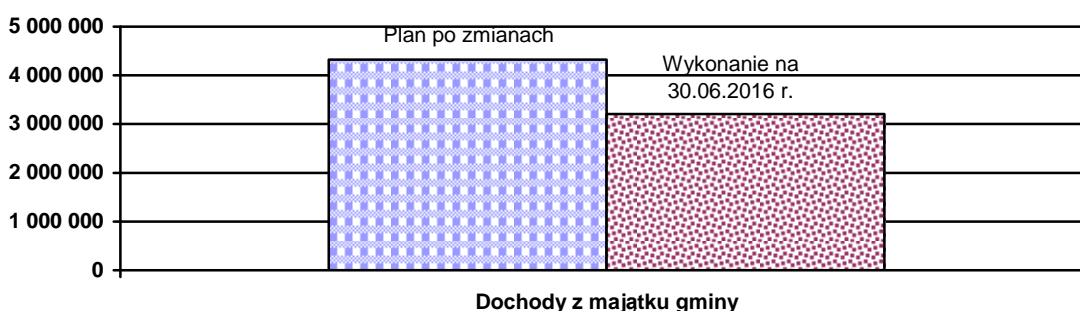 5 000 000
Plan po zmianach
4 000 000
Wykonanie na
30.06.2016 r.
3 000 000
2 000 000
1 000 000
0
Dochody z majątku gminy